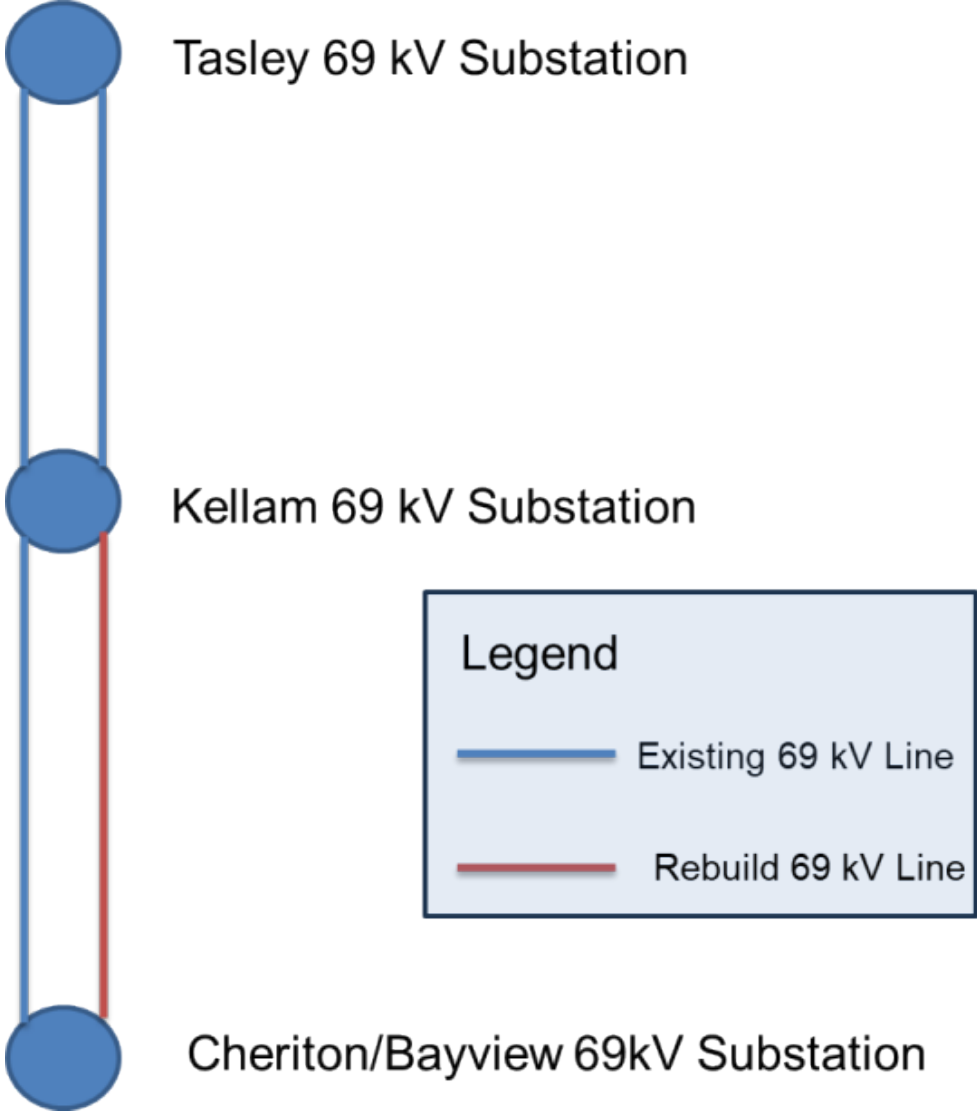 Tasley 69 kV Substation
Kellam 69 kV Substation
Legend
Existing 69 kV Line
Rebuild 69 kV Line
Cheriton/Bayview 69kV Substation